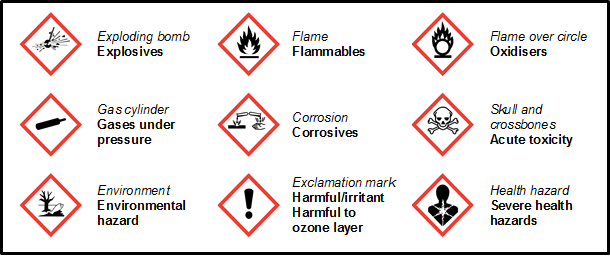 Exploding bomb
Explosives
Flame
Flammables
Flame over circle
Oxidisers
Gas cylinder
Gases under
pressure
Corrosion
Corrosives
Skull and
crossbones
Acute toxicity
Environment
Environmental
hazard
Exclamation mark
Harmful/irritant
Harmful to
ozone layer
Health hazard
Severe health
hazards